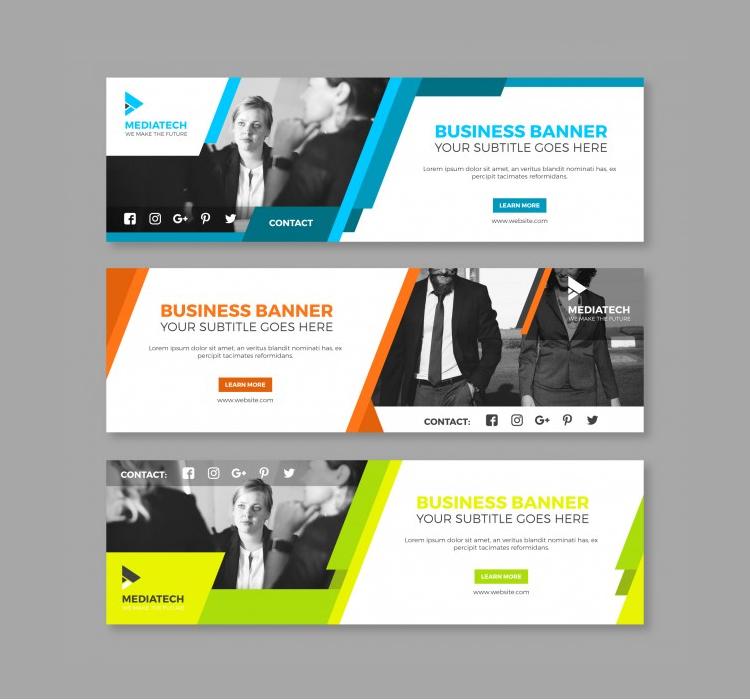 MEDIATECH
WE MAKE THE FUTURE
G+
CONTACT
BUSINESS BANNER
YOUR SUBTITLE GOES HERE
Lorem ipsum dolor sit amet, an veritus blandit nominati has, ea
percipit tacimates reformidans.
LEARN MORE
www.website.com
BUSINESS BANNER
YOUR SUBTITLE GOES HERE
Lorem ipsum dolor sit amet, an veritus blandit nominati has, ea
percipit tacimates reformidans.
LEARN MORE
www.website.com
MEDIATECH
WE MAKE THE FUTURE
CONTACT:
G+
CONTACT:
G+
MEDIATECH
WE MAKE THE FUTURE
BUSINESS BANNER
YOUR SUBTITLE GOES HERE
Lorem ipsum dolor sit amet, an veritus blandit nominati has, ea
percipit tacimates reformidans.
LEARN MORE
www.website.com